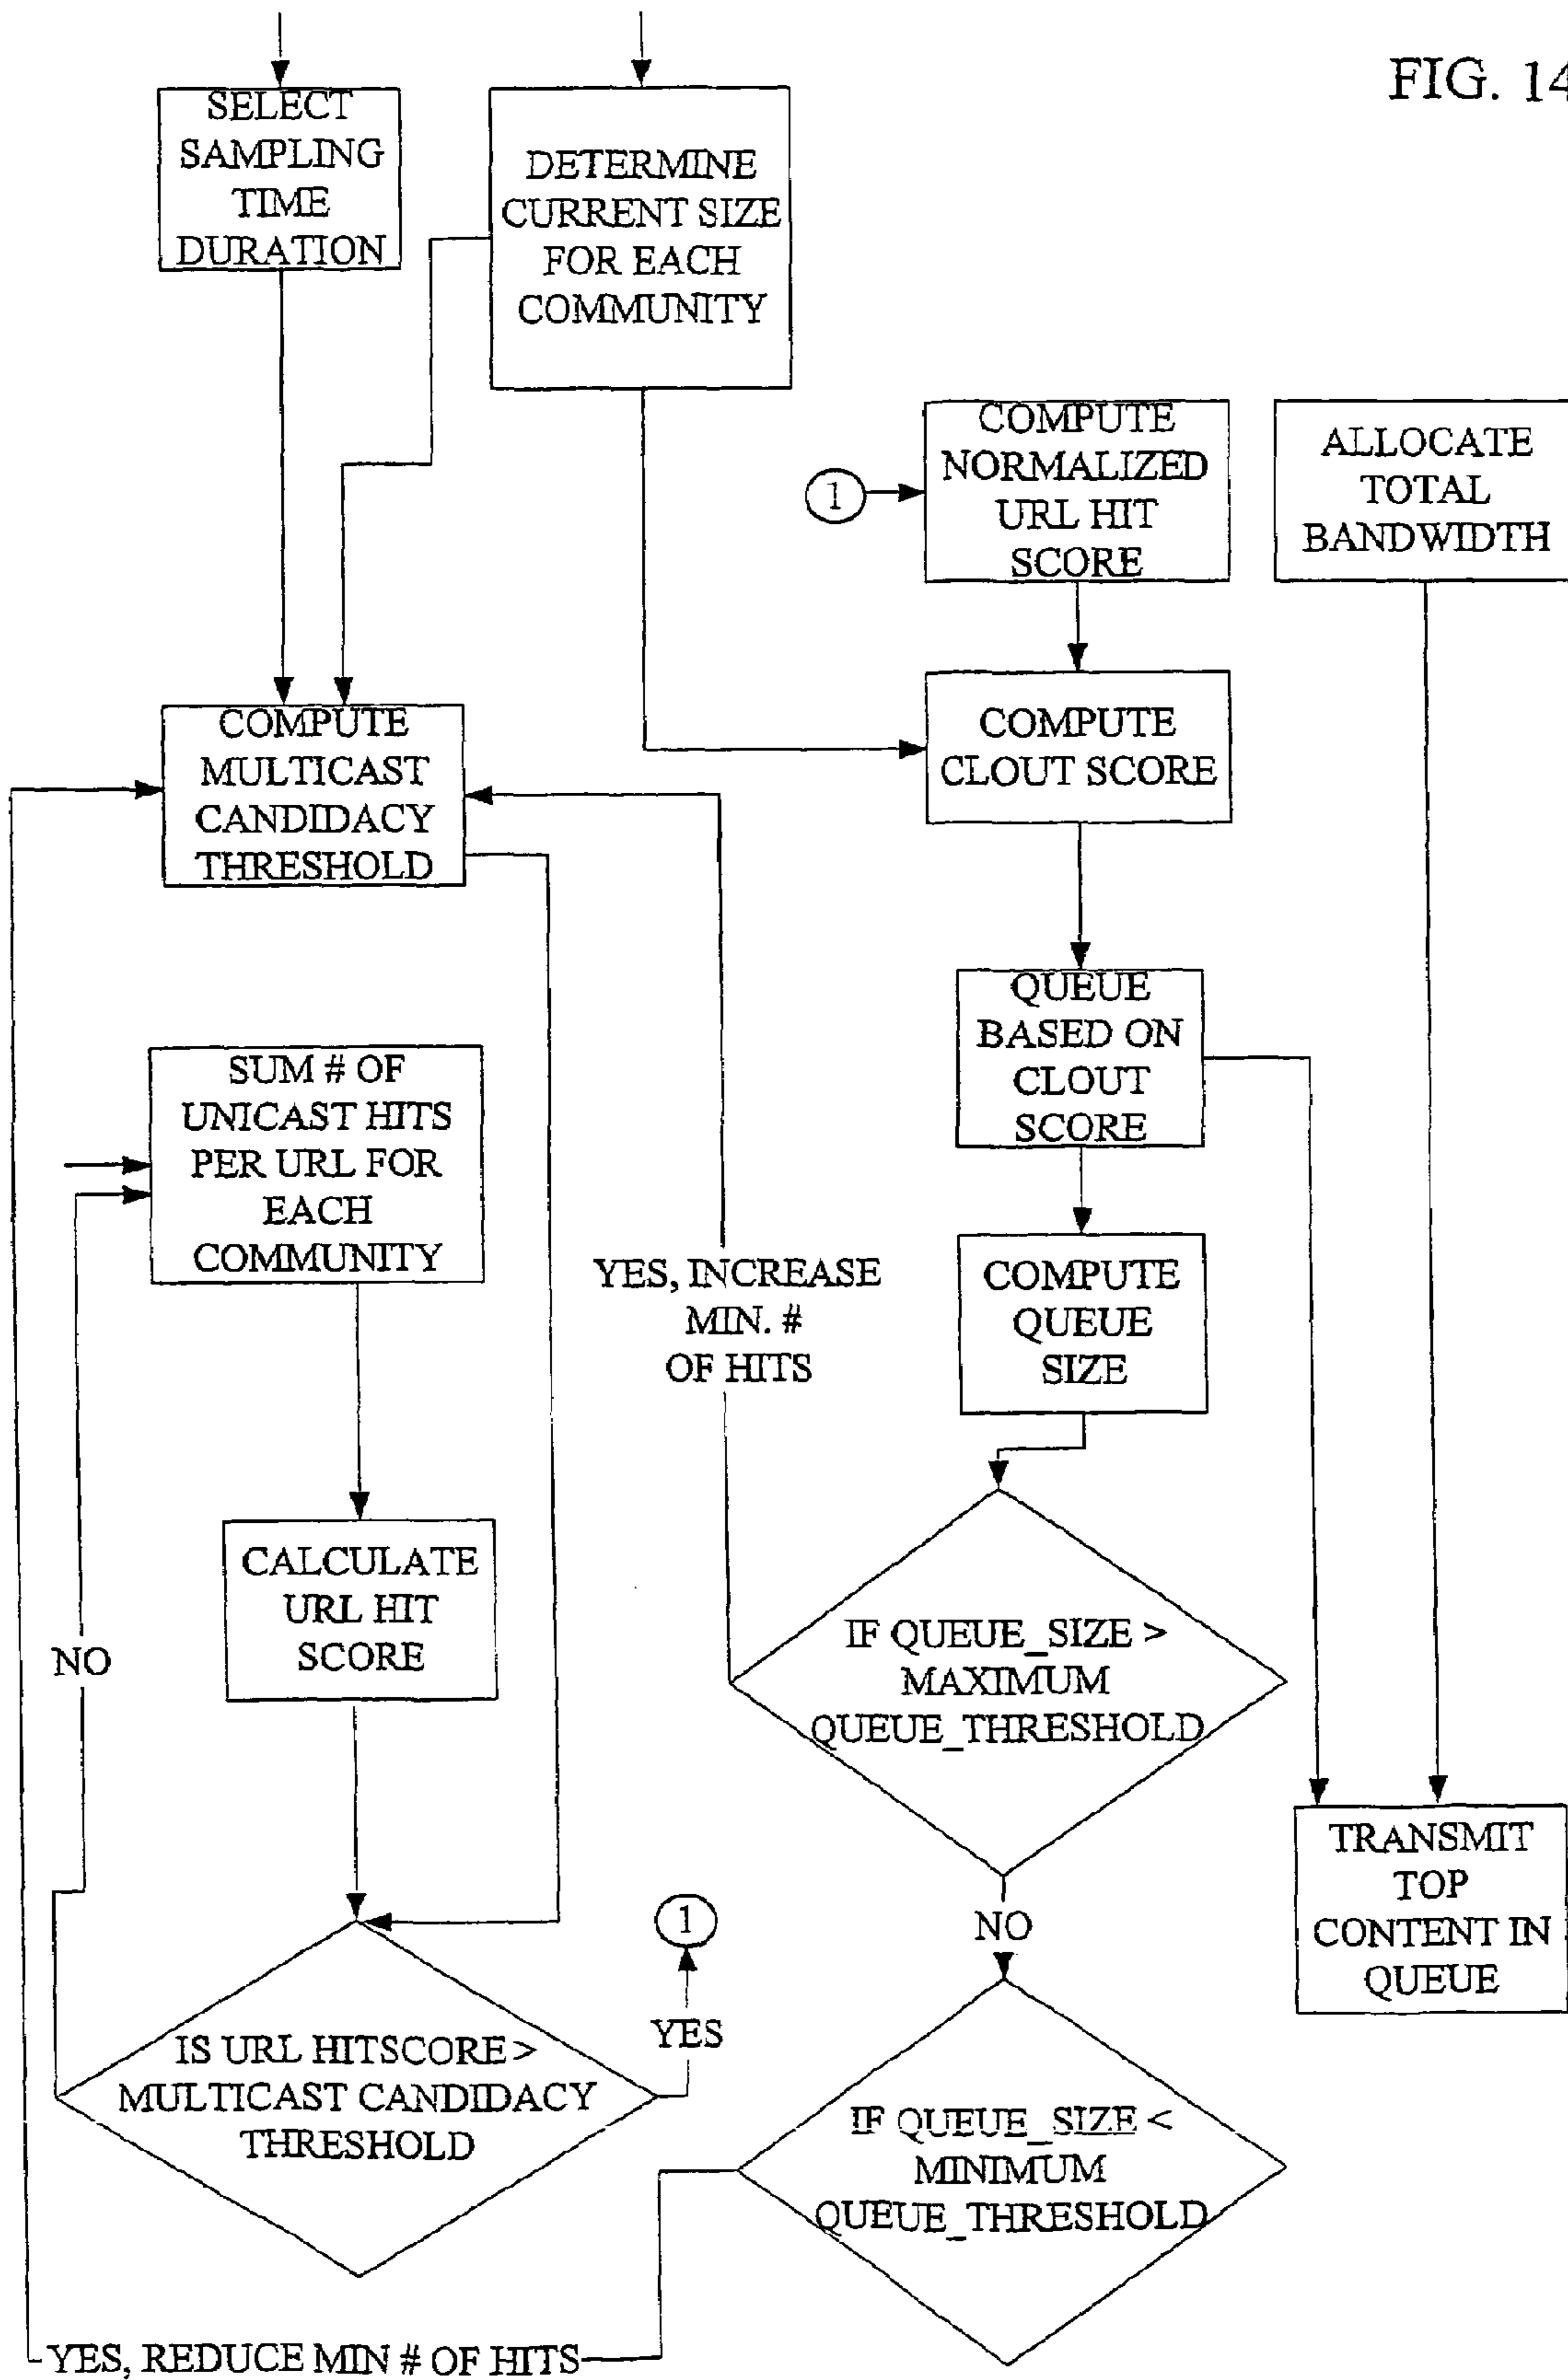 FIG. 14
SELECT
SAMPLING
TIME
DURATION
DETERMINE
CURRENT SIZE
FOR EACH
COMMUNITY
COMPUTE
NORMALIZED
URL HIT
SCORE
ALLOCATE
TOTAL
BANDWIDTH
1
COMPUTE
MULTICAST
CANDIDACY
THRESHOLD
COMPUTE
CLOUT SCORE
QUEUE
BASED ON
CLOUT
SCORE
SUM # OF
UNICAST HITS
PER URL FOR
EACH
COMMUNITY
YES, INCREASE
MIN. #
OF HITS
COMPUTE
QUEUE
SIZE
CALCULATE
URL HIT
SCORE
NO
IF QUEUE_SIZE >
MAXIMUM
QUEUE_THRESHOLD
TRANSMIT
TOP
CONTENT IN
QUEUE
1
NO
YES
IS URL HITSCORE >
MULTICAST CANDIDACY
THRESHOLD
IF QUEUE_SIZE <
MINIMUM
QUEUE_THRESHOLD
YES, REDUCE MIN # OF HITS